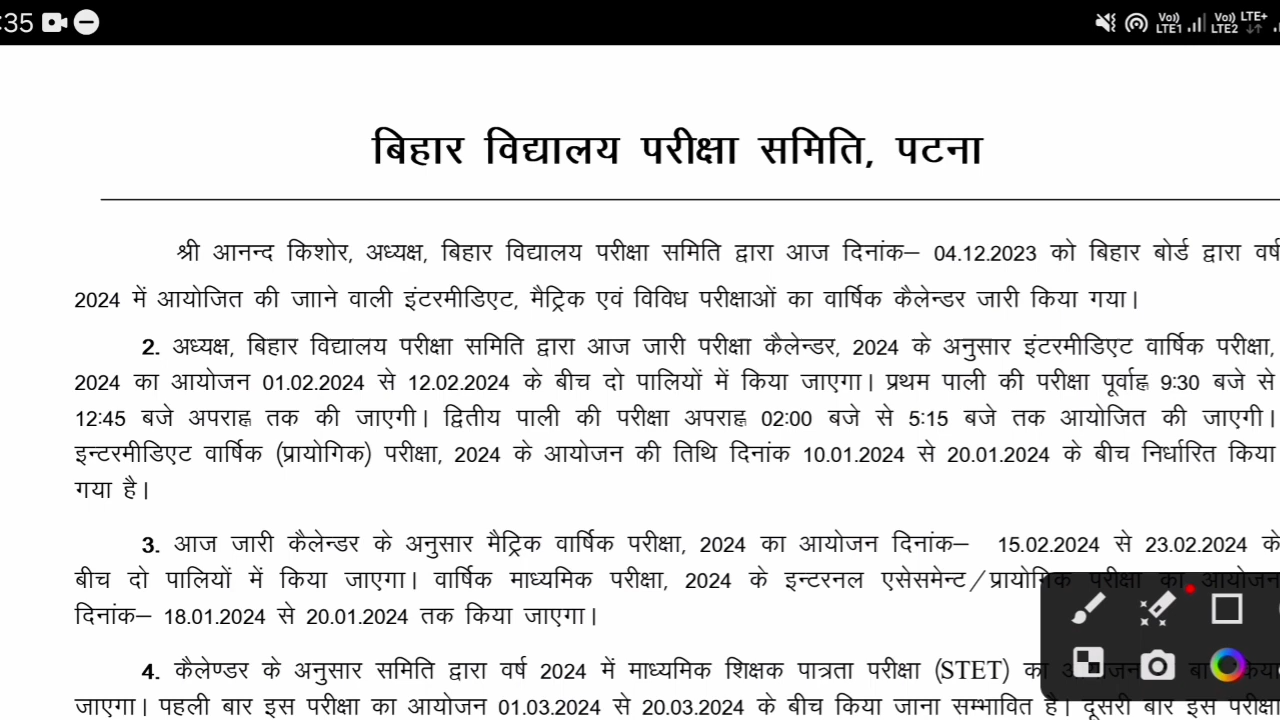 :35
Vo)) LTE1 Vo)) LTE+ LTE2
बिहार विद्यालय परीक्षा समिति, पटना
श्री आनन्द किशोर, अध्यक्ष, बिहार विद्यालय परीक्षा समिति द्वारा आज दिनांक– 04.12.2023 को बिहार बोर्ड द्वारा वर्ष
2024 में आयोजित की जााने वाली इंटरमीडिएट, मैट्रिक एवं विविध परीक्षाओं का वार्षिक कैलेन्डर जारी किया गया।
2. अध्यक्ष, बिहार विद्यालय परीक्षा समिति द्वारा आज जारी परीक्षा कैलेन्डर, 2024 के अनुसार इंटरमीडिएट वार्षिक परीक्षा,
2024 का आयोजन 01.02.2024 से 12.02.2024 के बीच दो पालियों में किया जाएगा। प्रथम पाली की परीक्षा पूर्वाह्न 9:30 बजे से
12:45 बजे अपराह्न तक की जाएगी। द्वितीय पाली की परीक्षा अपराह्न 02:00 बजे से 5:15 बजे तक आयोजित की जाएगी।
इन्टरमीडिएट वार्षिक (प्रायोगिक) परीक्षा, 2024 के आयोजन की तिथि दिनांक 10.01.2024 से 20.01.2024 के बीच निर्धारित किया
गया है।
3. आज जारी कैलेन्डर के अनुसार मैट्रिक वार्षिक परीक्षा, 2024 का आयोजन दिनांक– 15.02.2024 से 23.02.2024 के
बीच दो पालियों में किया जाएगा। वार्षिक माध्यमिक परीक्षा, 2024 के इन्टरनल एसेसमेन्ट/प्रायोगिक परीक्षा का आयोजन
दिनांक– 18.01.2024 से 20.01.2024 तक किया जाएगा।
4. कैलेण्डर के अनुसार समिति द्वारा वर्ष 2024 में माध्यमिक शिक्षक पात्रता परीक्षा (STET) का
जाएगा। पहली बार इस परीक्षा का आयोजन 01.03.2024 से 20.03.2024 के बीच किया जाना सम्भावित है। दूसरी बार इस परीक्षा